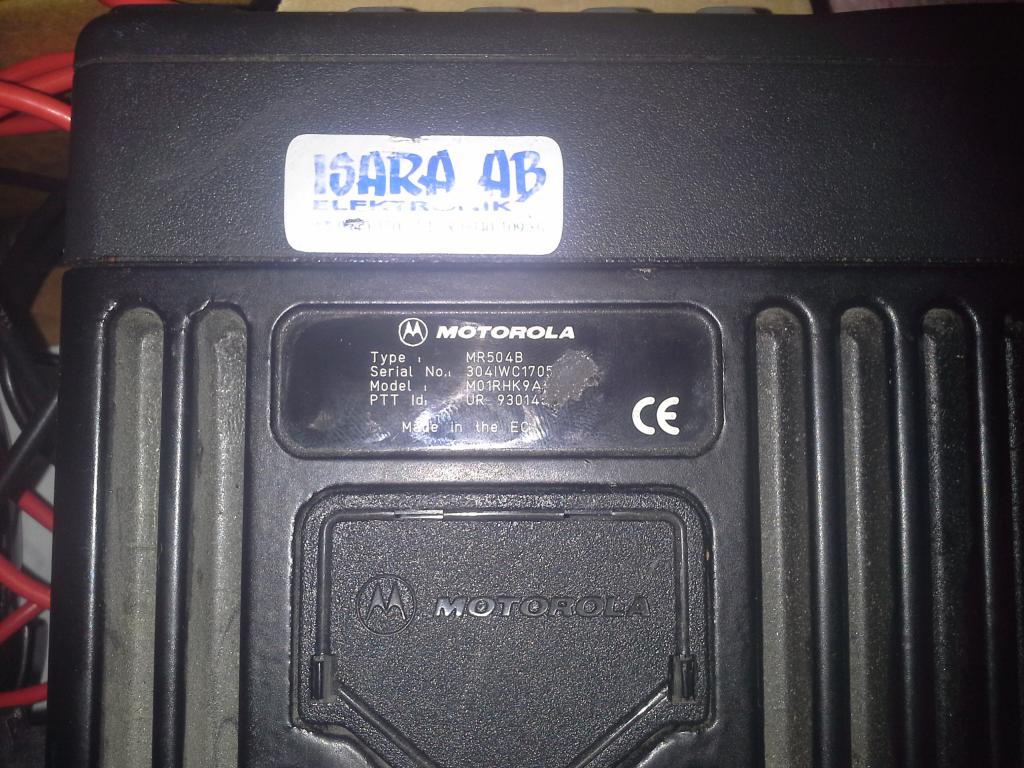 ISARA AB
ELEKTRONIK
MOTOROLA
Type : MR504B
Serial No.: 304IWC1705
Model : M01RHK9A
PTT Id: UR 93014
Made in the EC
CE
MOTOROLA